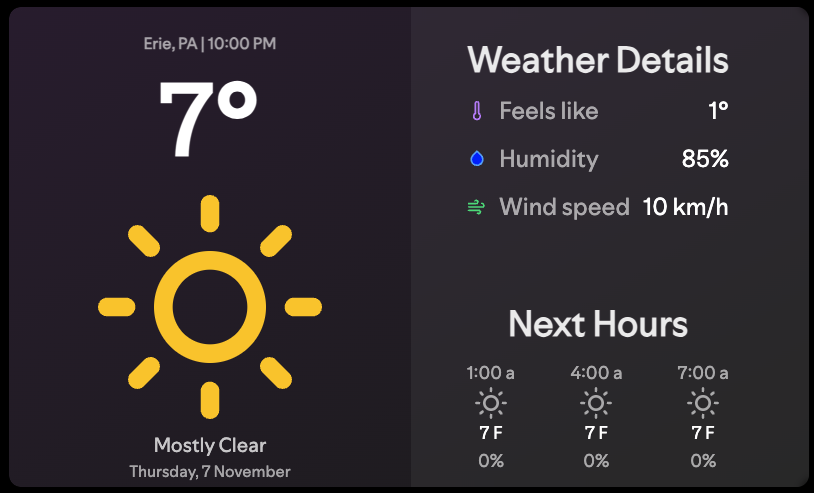 Erie, PA | 10:00 PM
7°
Mostly Clear
Thursday, 7 November
Weather Details
Feels like 1°
Humidity 85%
Wind speed 10 km/h
Next Hours
1:00 a 4:00 a 7:00 a
7 F 7 F 7 F
0% 0% 0%